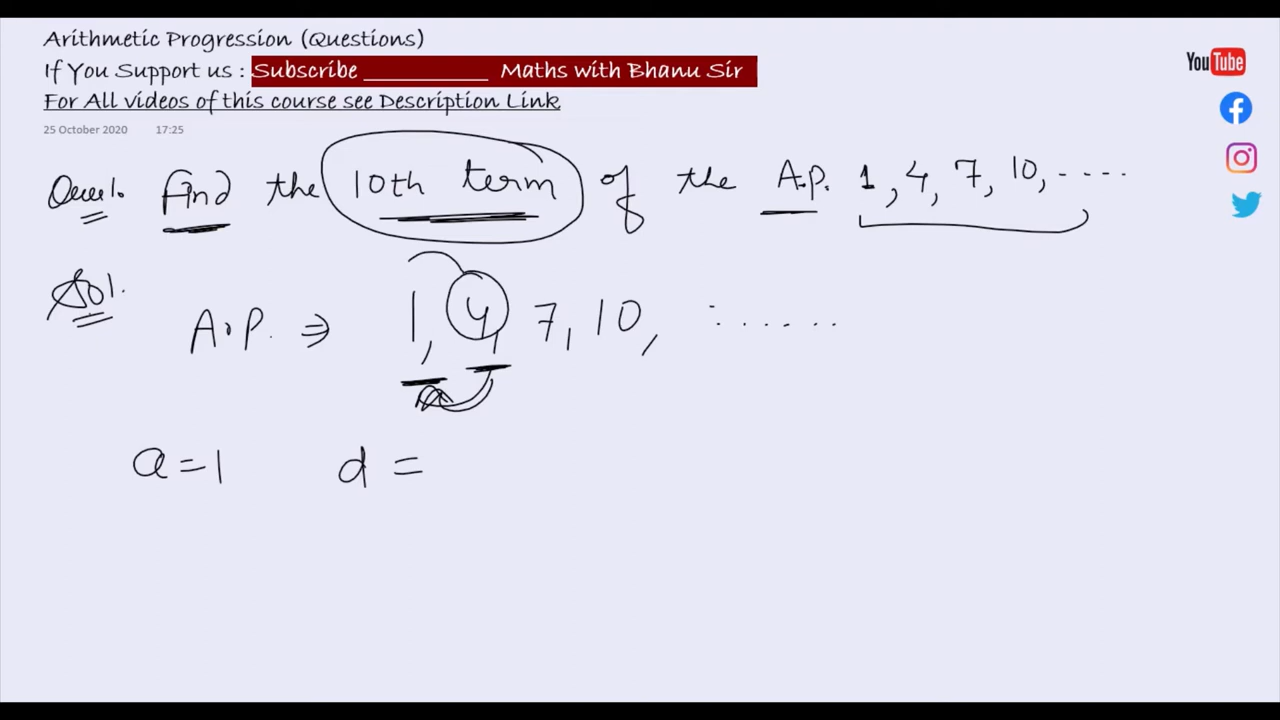 Arithmetic Progression (Questions)
If You Support us : Subscribe __________ Maths with Bhanu Sir
For All videos of this course see Description Link
25 October 2020 17:25
YouTube
Ques1. Find the 10th term of the A.P. 1, 4, 7, 10, ....
Sol.
A.P. ⇒ 1, 4, 7, 10, .......
a=1 d=